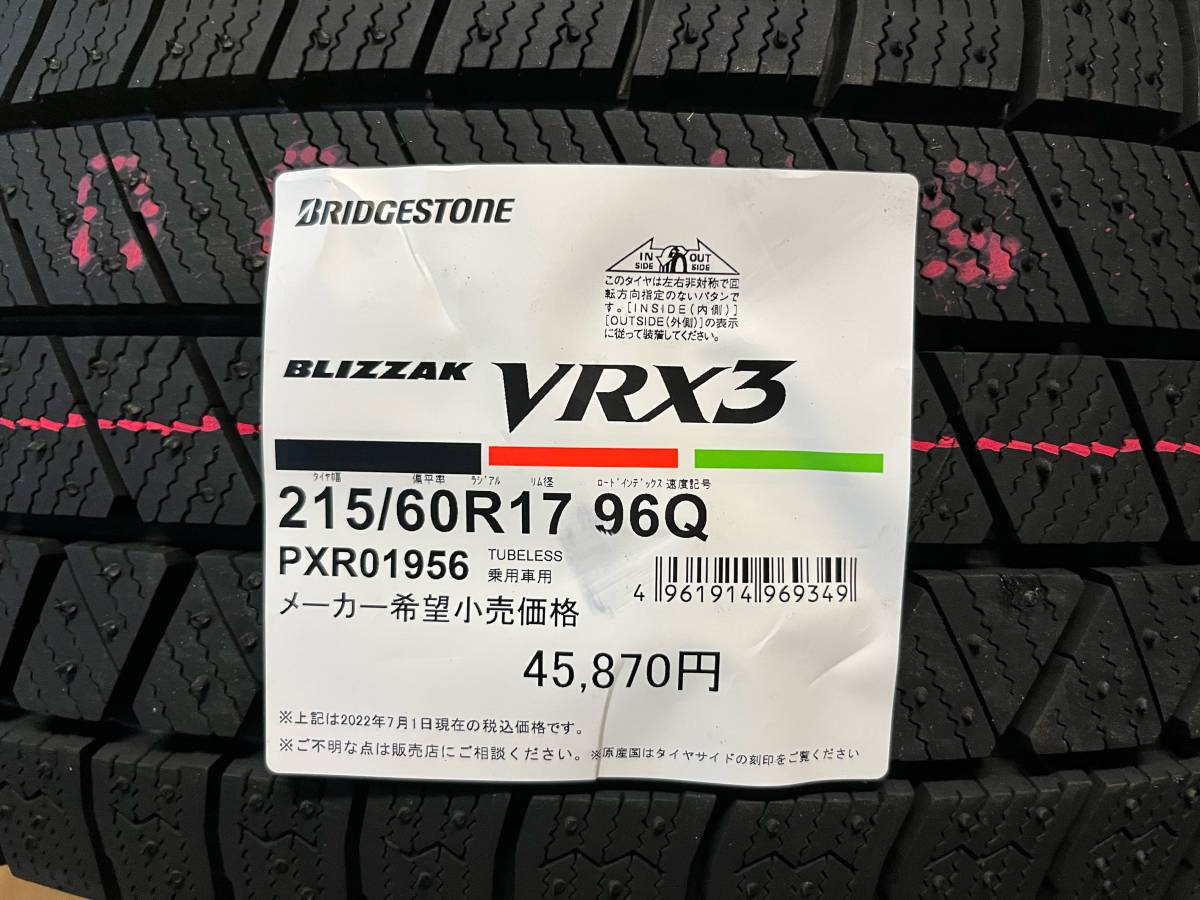 BRIDGESTONE
IN SIDE OUT SIDE
このタイヤは左右非対称で回
転方向指定のないパタンで
す。[INSIDE(内側)]
[OUTSIDE(外側)]の表示
に従って装着してください。
BLIZZAK VRX3
タイヤ幅 偏平率 ラジアル リム径 ロードインデックス 速度記号
215/60R17 96Q
PXR01956 TUBELESS
乗用車用
メーカー希望小売価格
4 961914 969349
45,870円
※上記は2022年7月1日現在の税込価格です。
※ご不明な点は販売店にご相談ください。※原産国はタイヤサイドの刻印をご覧ください